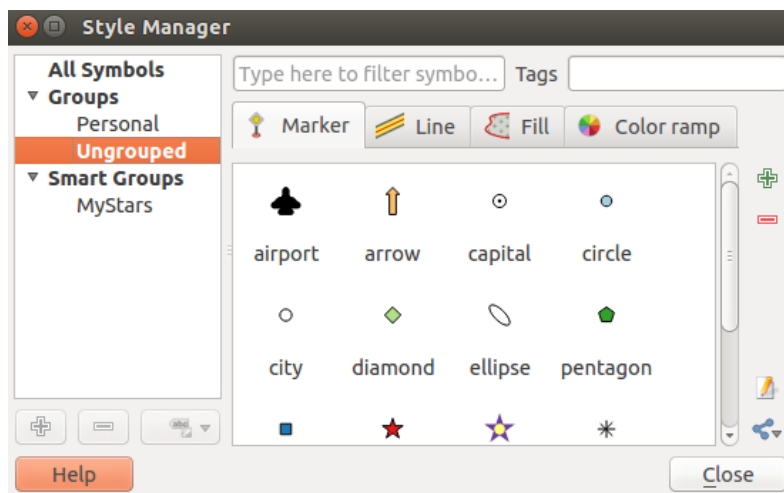 Style Manager
All Symbols
Groups
Personal
Ungrouped
Smart Groups
MyStars
Type here to filter symbo... Tags
Marker Line Fill Color ramp
airport arrow capital circle
city diamond ellipse pentagon
Help Close